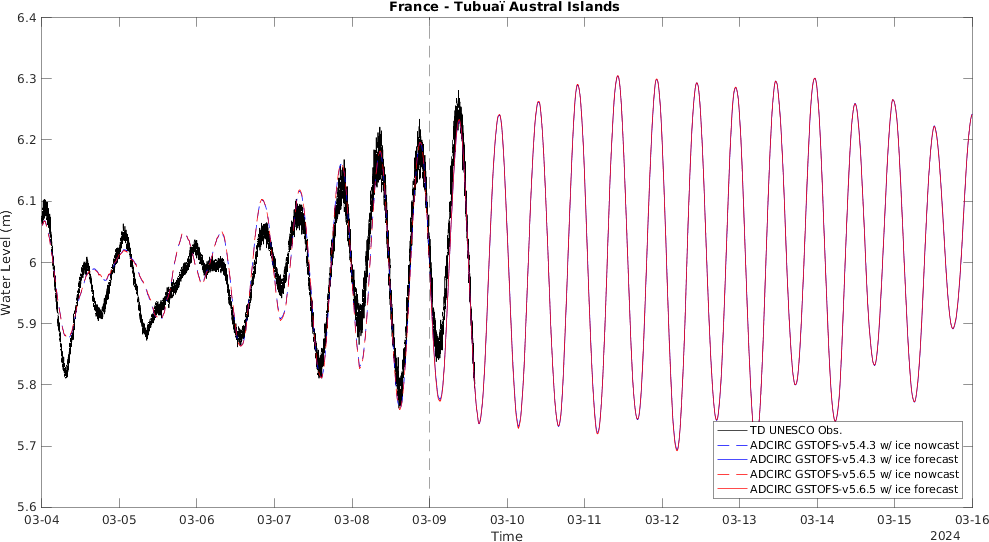 France - Tubuaï Austral Islands
6.4
6.3
6.2
6.1
6
5.9
5.8
5.7
5.6
Water Level (m)
TD UNESCO Obs.
ADCIRC GSTOFS-v5.4.3 w/ ice nowcast
ADCIRC GSTOFS-v5.4.3 w/ ice forecast
ADCIRC GSTOFS-v5.6.5 w/ ice nowcast
ADCIRC GSTOFS-v5.6.5 w/ ice forecast
03-04 03-05 03-06 03-07 03-08 03-09 03-10 03-11 03-12 03-13 03-14 03-15 03-16
Time
2024